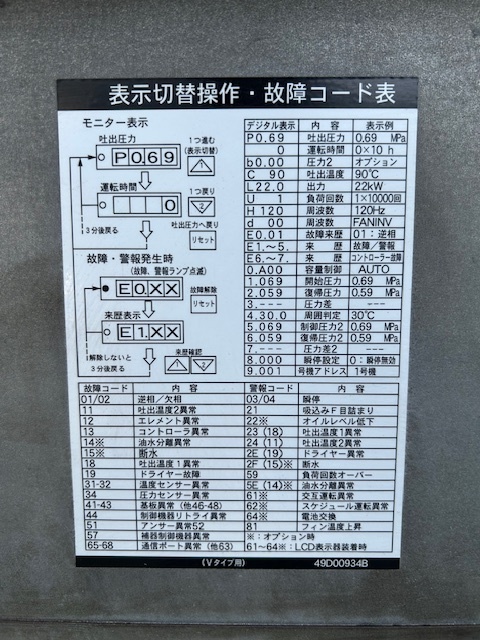 表示切替操作・故障コード表
モニター表示
吐出圧力
P0.69
1つ進む
(表示切替)
1
運転時間
0
1つ戻り
2
3分後戻る
吐出圧力へ戻り
リセット
故障・警報発生時
(故障、警報ランプ点滅)
E0.XX
故障解除
リセット
来歴表示
E1.XX
解除しないと
3分後戻る
来歴確認
1 2
デジタル表示 内容 表示例
P0.69 吐出圧力 0.69 MPa
0 運転時間 0×10h
b0.00 圧力2 オプション
C 90 吐出温度 90℃
L22.0 出力 22kW
U 1 負荷回数 1×10000回
H 120 周波数 120Hz
d 00 周波数 FANINV
E0.01 故障来歴 01:逆相
E1.~5. 来歴 故障/警報
E6.~7. 来歴 コントローラ故障
0.A00 容量制御 AUTO
1.069 開始圧力 0.69 MPa
2.059 復帰圧力 0.59 MPa
3.--- 圧力差 ---
4.30.0 周囲判定 30℃
5.069 制御圧力2 0.69 MPa
6.059 復帰圧力2 0.59 MPa
7.--- 圧力差2 ---
8.000 瞬停設定 0:瞬停無効
9.001 号機アドレス 1号機
故障コード 内容 警報コード 内容
01/02 逆相/欠相 03/04 瞬停
11 吐出温度2異常 21 吸込みF目詰まり
12 エレメント異常 22※ オイルレベル低下
13 コントローラ異常 23(18) 吐出温度1異常
14※ 油水分離異常 24(11) 吐出温度2異常
15※ 断水 2E(19) ドライヤー異常
18 吐出温度1異常 2F(15)※ 断水
19 ドライヤー故障 59 負荷回数オーバー
31-32 温度センサー異常 5E(14)※ 油水分離異常
34 圧力センサー異常 61※ 交互運転異常
41-43 基板異常(他46-48) 62※ スケジュール運転異常
44 制御機器リトライ異常 64※ 電池交換
51 アンサー異常52 81 フィン温度上昇
57 補器制御機器異常 ※:オプション時
65-68 通信ポート異常(他63) 61~64※:LCD表示器装着時
(Vタイプ用) 49D00934B